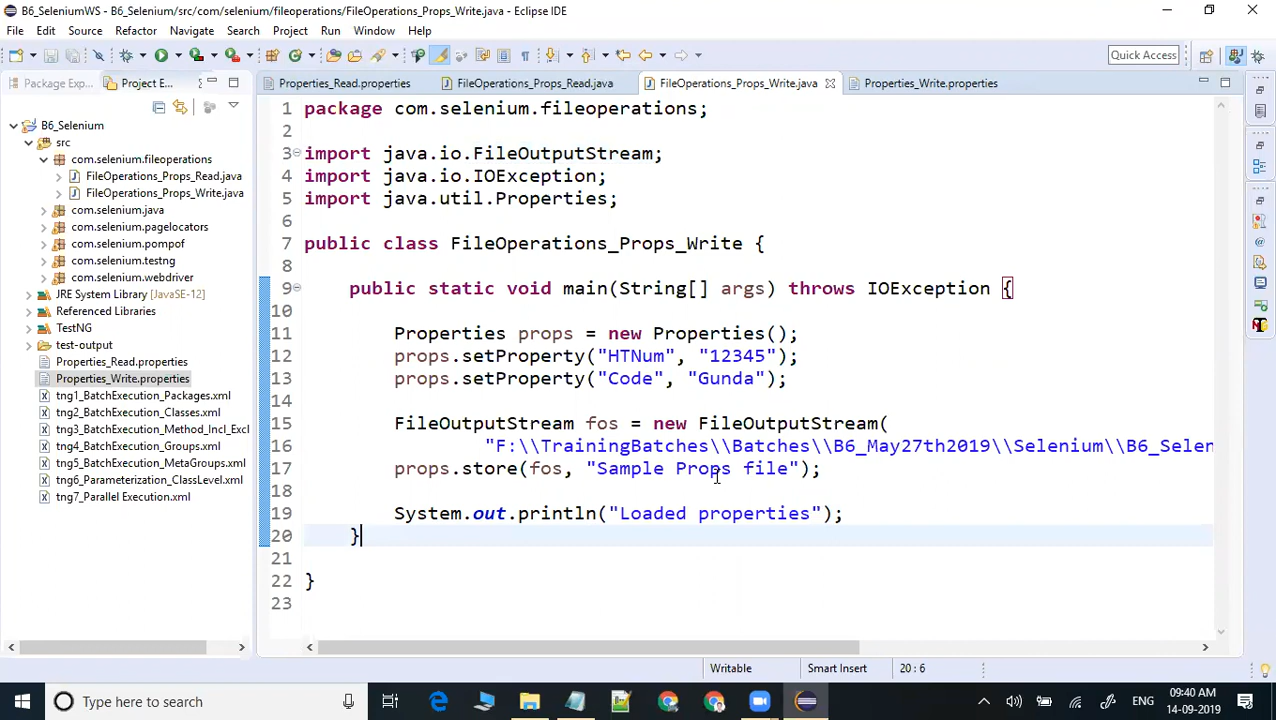 B6_SeleniumWS - B6_Selenium/src/com/selenium/fileoperations/FileOperations_Props_Write.java - Eclipse IDE
File Edit Source Refactor Navigate Search Project Run Window Help
Quick Access
Package Exp... Project E...
Properties_Read.properties FileOperations_Props_Read.java FileOperations_Props_Write.java Properties_Write.properties
B6_Selenium
src
com.selenium.fileoperations
FileOperations_Props_Read.java
FileOperations_Props_Write.java
com.selenium.java
com.selenium.pagelocators
com.selenium.pompof
com.selenium.testng
com.selenium.webdriver
JRE System Library [JavaSE-12]
Referenced Libraries
TestNG
test-output
Properties_Read.properties
Properties_Write.properties
tng1_BatchExecution_Packages.xml
tng2_BatchExecution_Classes.xml
tng3_BatchExecution_Method_Incl_Excl
tng4_BatchExecution_Groups.xml
tng5_BatchExecution_MetaGroups.xml
tng6_Parameterization_ClassLevel.xml
tng7_Parallel Execution.xml
1 package com.selenium.fileoperations;
2
3 import java.io.FileOutputStream;
4 import java.io.IOException;
5 import java.util.Properties;
6
7 public class FileOperations_Props_Write {
8
9 public static void main(String[] args) throws IOException {
10
11 Properties props = new Properties();
12 props.setProperty("HTNum", "12345");
13 props.setProperty("Code", "Gunda");
14
15 FileOutputStream fos = new FileOutputStream(
16 "F:\\TrainingBatches\\Batches\\B6_May27th2019\\Selenium\\B6_Selen
17 props.store(fos, "Sample Props file");
18
19 System.out.println("Loaded properties");
20 }
21
22 }
23
Writable Smart Insert 20 : 6
Type here to search
ENG
09:40 AM
14-09-2019